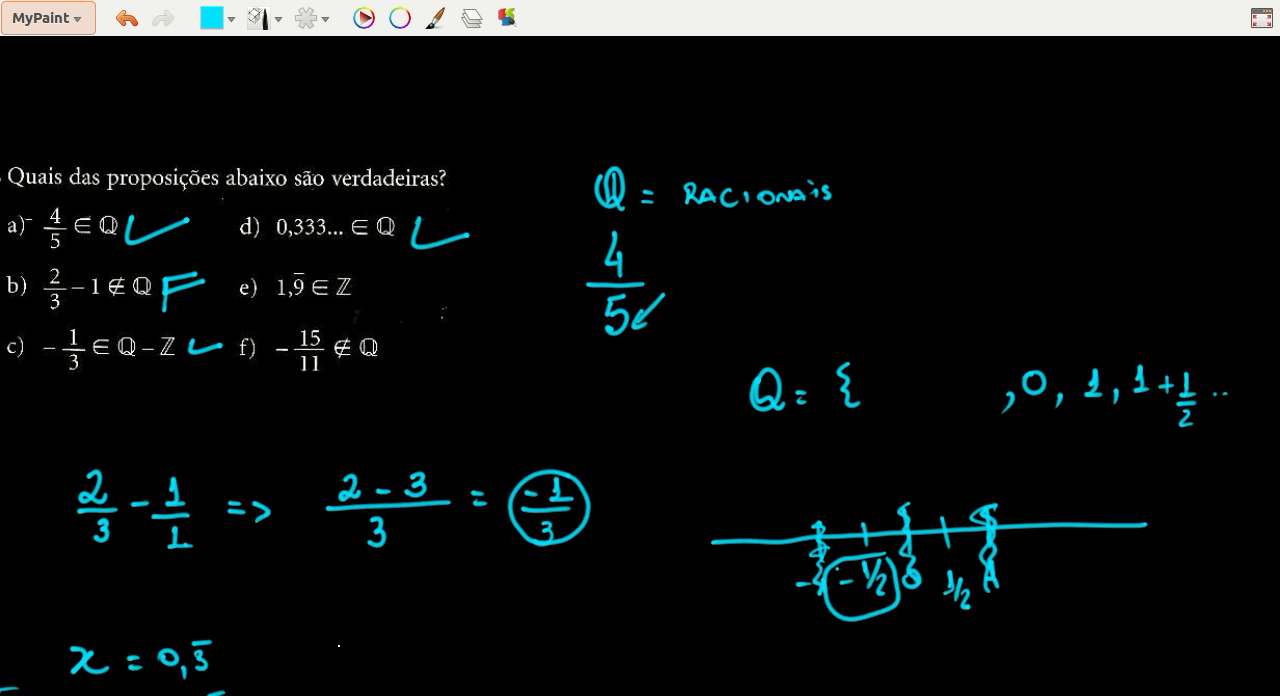 MyPaint
Quais das proposições abaixo são verdadeiras?
a) - 4/5 ∈ ℚ
d) 0,333... ∈ ℚ
b) 2/3 – 1 ∉ ℚ F
e) 1,9̅ ∈ ℤ
c) – 1/3 ∈ ℚ – ℤ
f) – 15/11 ∉ ℚ
ℚ = RACIONAIS
4/5
Q = { , 0, 1, 1 + 1/2 ..
2/3 - 1/1 => (2 - 3)/3 = -1/3
- 1/2 0 1/2
x = 0,3̅